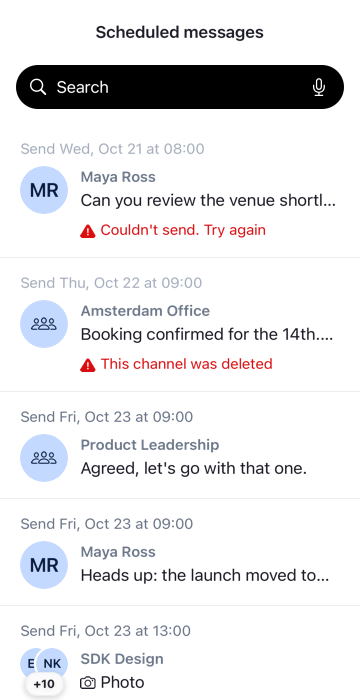 Scheduled messages
Search
Send Wed, Oct 21 at 08:00
MR
Maya Ross
Can you review the venue shortl...
Couldn't send. Try again
Send Thu, Oct 22 at 09:00
Amsterdam Office
Booking confirmed for the 14th....
This channel was deleted
Send Fri, Oct 23 at 09:00
Product Leadership
Agreed, let's go with that one.
Send Fri, Oct 23 at 09:00
MR
Maya Ross
Heads up: the launch moved to...
Send Fri, Oct 23 at 13:00
NK
+10
SDK Design
Photo